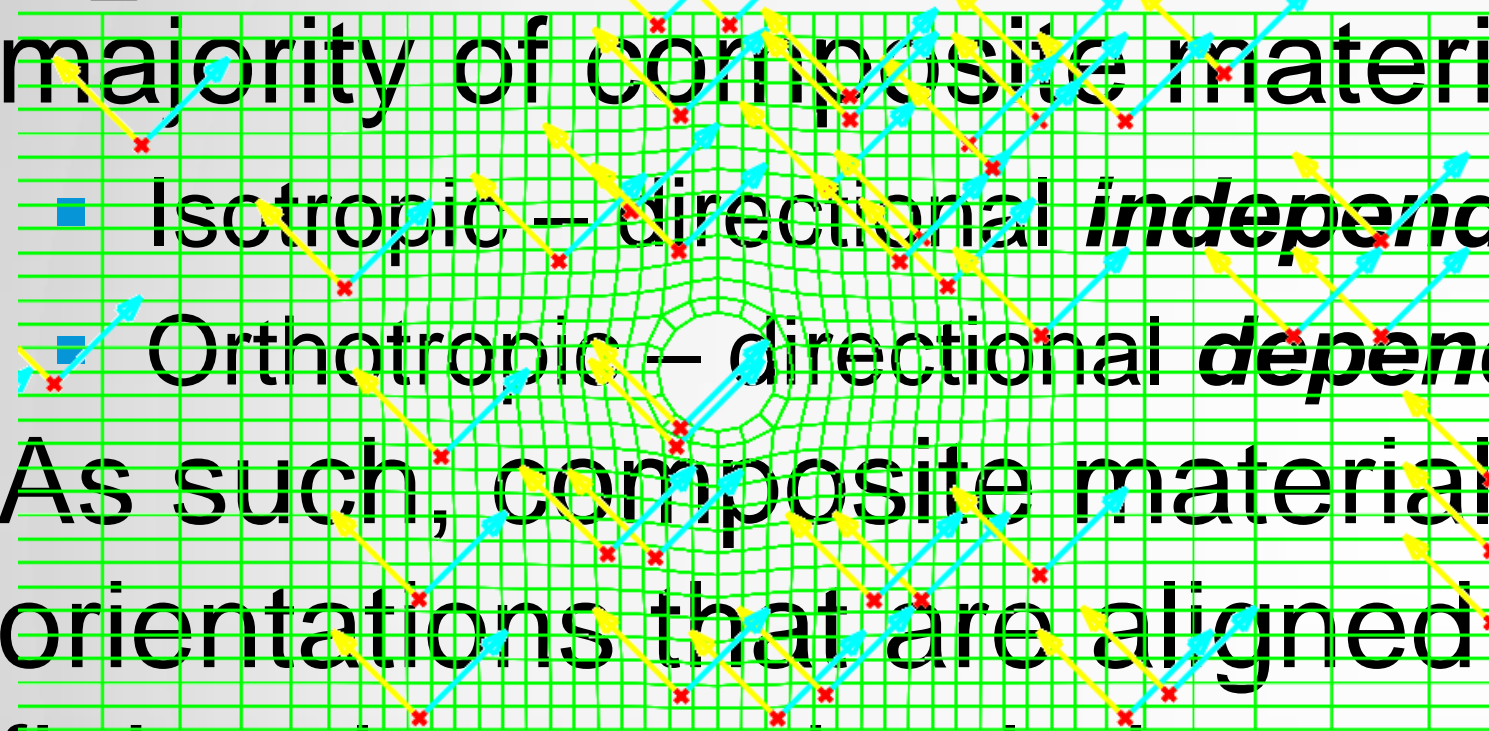 majority of composite materi
Isotropic – directional independ
Orthotropic – directional depend
As such, composite material
orientations that are aligned